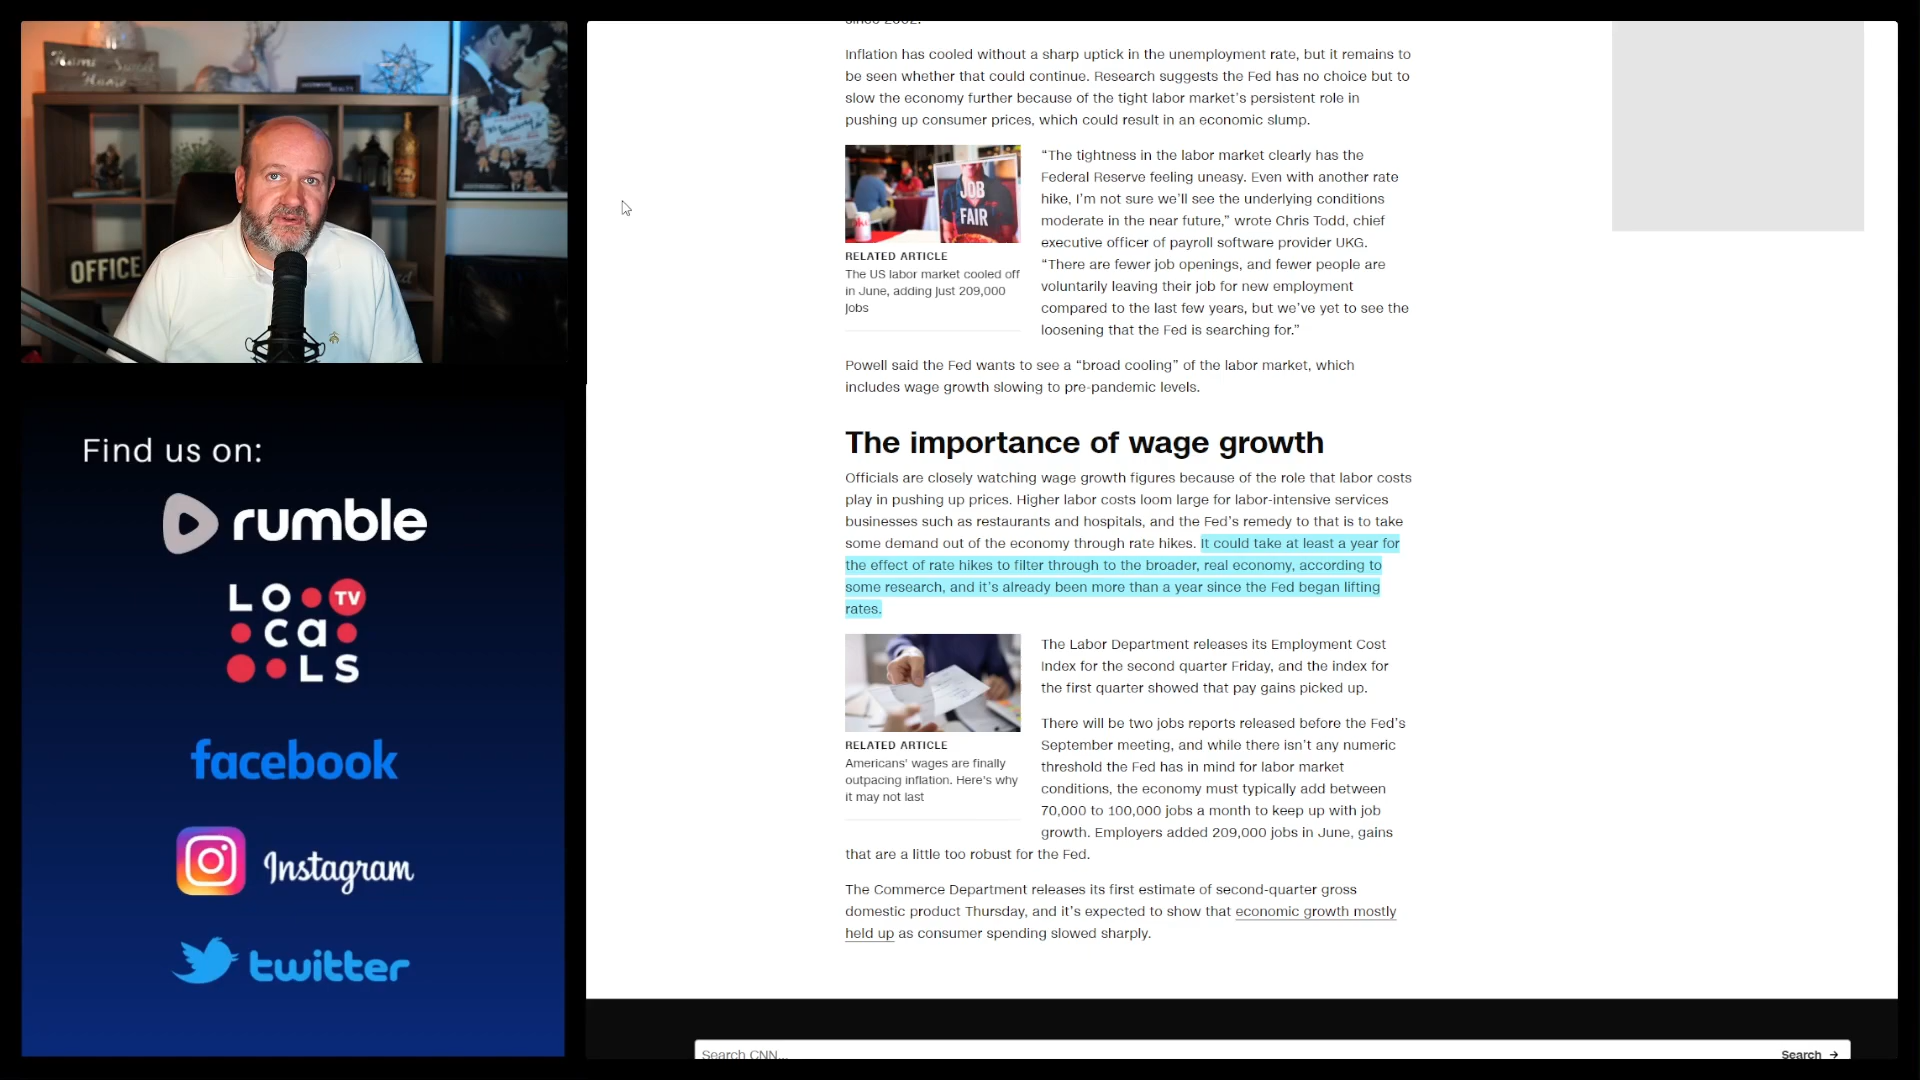 Home Sweet
Home
OFFICE
Find us on:
rumble
LO TV
ca
LS
facebook
Instagram
twitter
since 2002.
Inflation has cooled without a sharp uptick in the unemployment rate, but it remains to
be seen whether that could continue. Research suggests the Fed has no choice but to
slow the economy further because of the tight labor market’s persistent role in
pushing up consumer prices, which could result in an economic slump.
JOB
FAIR
RELATED ARTICLE
The US labor market cooled off
in June, adding just 209,000
jobs
“The tightness in the labor market clearly has the
Federal Reserve feeling uneasy. Even with another rate
hike, I’m not sure we’ll see the underlying conditions
moderate in the near future,” wrote Chris Todd, chief
executive officer of payroll software provider UKG.
“There are fewer job openings, and fewer people are
voluntarily leaving their job for new employment
compared to the last few years, but we’ve yet to see the
loosening that the Fed is searching for.”
Powell said the Fed wants to see a “broad cooling” of the labor market, which
includes wage growth slowing to pre-pandemic levels.
The importance of wage growth
Officials are closely watching wage growth figures because of the role that labor costs
play in pushing up prices. Higher labor costs loom large for labor-intensive services
businesses such as restaurants and hospitals, and the Fed’s remedy to that is to take
some demand out of the economy through rate hikes. It could take at least a year for
the effect of rate hikes to filter through to the broader, real economy, according to
some research, and it’s already been more than a year since the Fed began lifting
rates.
RELATED ARTICLE
Americans' wages are finally
outpacing inflation. Here's why
it may not last
The Labor Department releases its Employment Cost
Index for the second quarter Friday, and the index for
the first quarter showed that pay gains picked up.
There will be two jobs reports released before the Fed’s
September meeting, and while there isn’t any numeric
threshold the Fed has in mind for labor market
conditions, the economy must typically add between
70,000 to 100,000 jobs a month to keep up with job
growth. Employers added 209,000 jobs in June, gains
that are a little too robust for the Fed.
The Commerce Department releases its first estimate of second-quarter gross
domestic product Thursday, and it’s expected to show that economic growth mostly
held up as consumer spending slowed sharply.
Search CNN...
Search →